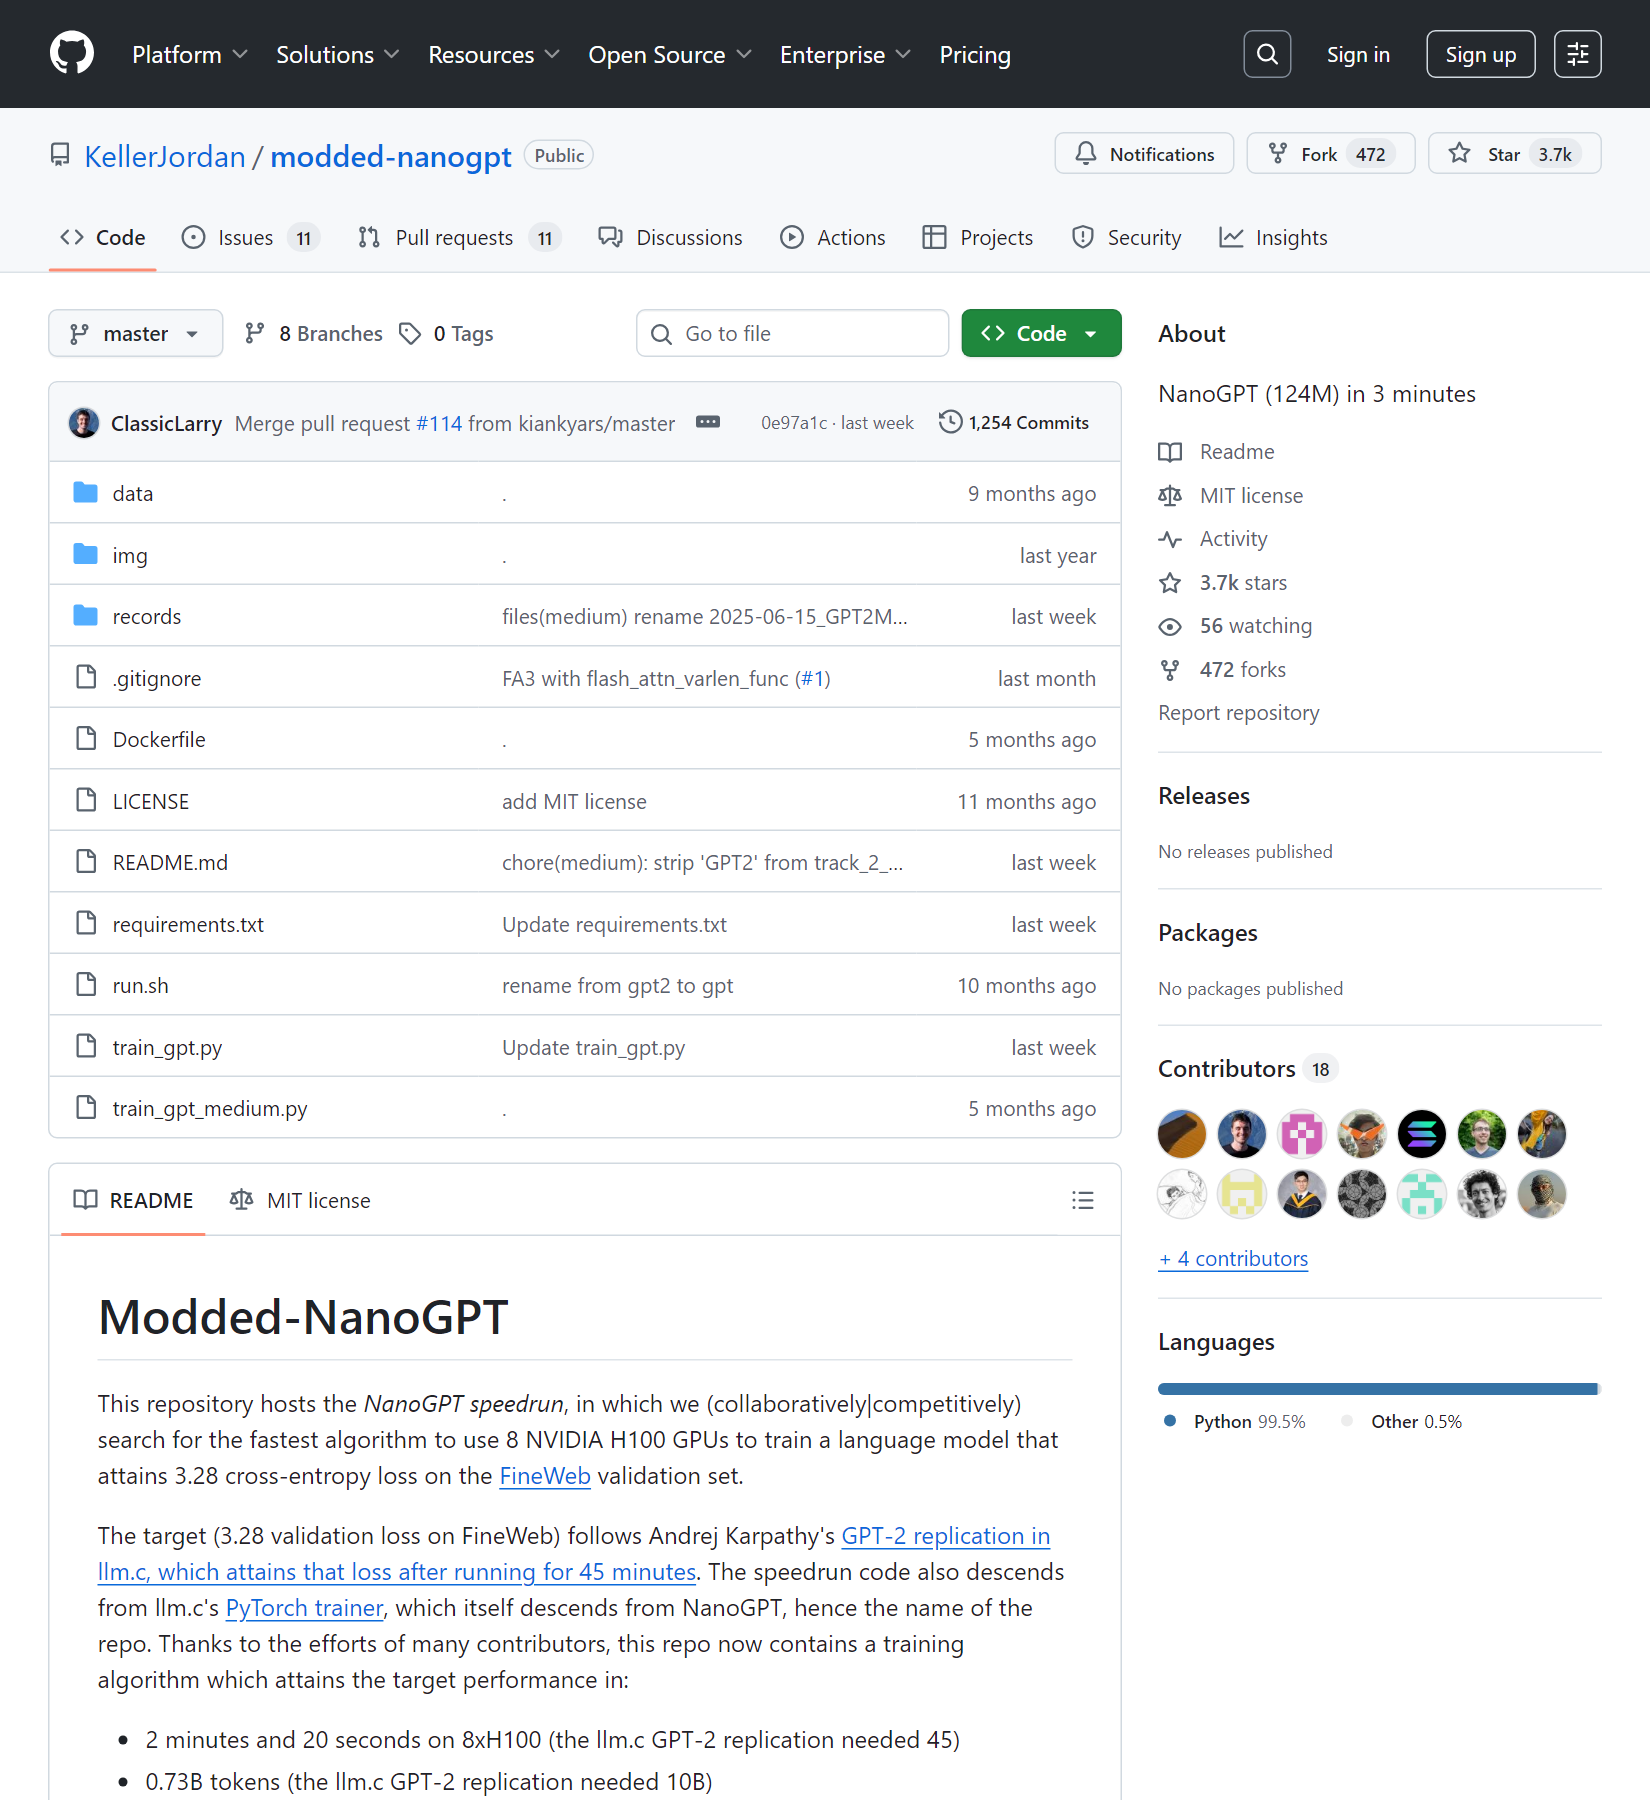 Platform Solutions Resources Open Source Enterprise Pricing Sign in Sign up
KellerJordan / modded-nanogpt Public Notifications Fork 472 Star 3.7k
Code Issues 11 Pull requests 11 Discussions Actions Projects Security Insights
master 8 Branches 0 Tags Go to file Code
ClassicLarry Merge pull request #114 from kiankyars/master 0e97a1c · last week 1,254 Commits
data . 9 months ago
img . last year
records files(medium) rename 2025-06-15_GPT2M... last week
.gitignore FA3 with flash_attn_varlen_func (#1) last month
Dockerfile . 5 months ago
LICENSE add MIT license 11 months ago
README.md chore(medium): strip 'GPT2' from track_2_... last week
requirements.txt Update requirements.txt last week
run.sh rename from gpt2 to gpt 10 months ago
train_gpt.py Update train_gpt.py last week
train_gpt_medium.py . 5 months ago
README MIT license
Modded-NanoGPT
This repository hosts the NanoGPT speedrun, in which we (collaboratively|competitively)
search for the fastest algorithm to use 8 NVIDIA H100 GPUs to train a language model that
attains 3.28 cross-entropy loss on the FineWeb validation set.
The target (3.28 validation loss on FineWeb) follows Andrej Karpathy's GPT-2 replication in
llm.c, which attains that loss after running for 45 minutes. The speedrun code also descends
from llm.c's PyTorch trainer, which itself descends from NanoGPT, hence the name of the
repo. Thanks to the efforts of many contributors, this repo now contains a training
algorithm which attains the target performance in:
• 2 minutes and 20 seconds on 8xH100 (the llm.c GPT-2 replication needed 45)
• 0.73B tokens (the llm.c GPT-2 replication needed 10B)
About
NanoGPT (124M) in 3 minutes
Readme
MIT license
Activity
3.7k stars
56 watching
472 forks
Report repository
Releases
No releases published
Packages
No packages published
Contributors 18
+ 4 contributors
Languages
Python 99.5% Other 0.5%